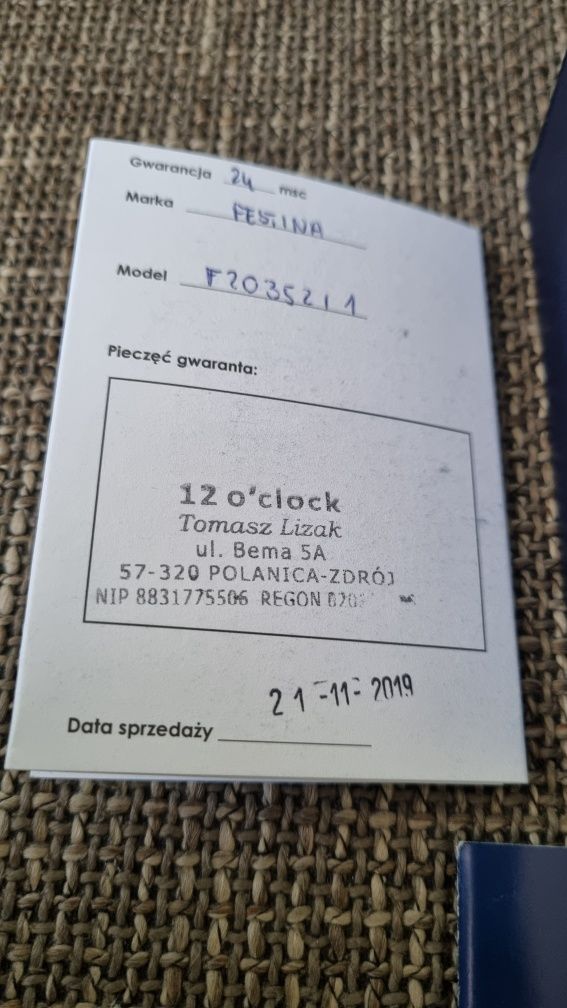 Gwarancja 24 msc
Marka FESTINA
Model F20352/1
Pieczęć gwaranta:
12 o'clock
Tomasz Lizak
ul. Bema 5A
57-320 POLANICA-ZDRÓJ
NIP 8831775506 REGON
21-11-2019
Data sprzedaży